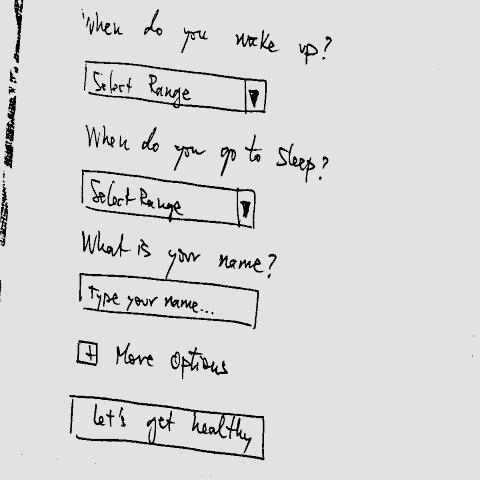 When do you wake up?
Select Range
When do you go to sleep?
Select Range
What is your name?
Type your name...
+ More Options
Let's get healthy